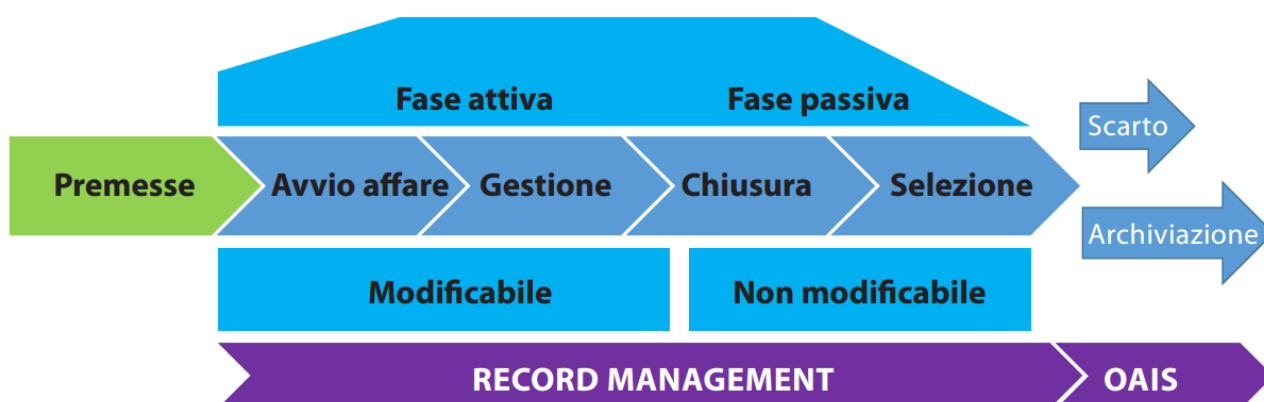 Fase attiva
Fase passiva
Scarto
Premesse
Avvio affare
Gestione
Chiusura
Selezione
Archiviazione
Modificabile
Non modificabile
RECORD MANAGEMENT
OAIS